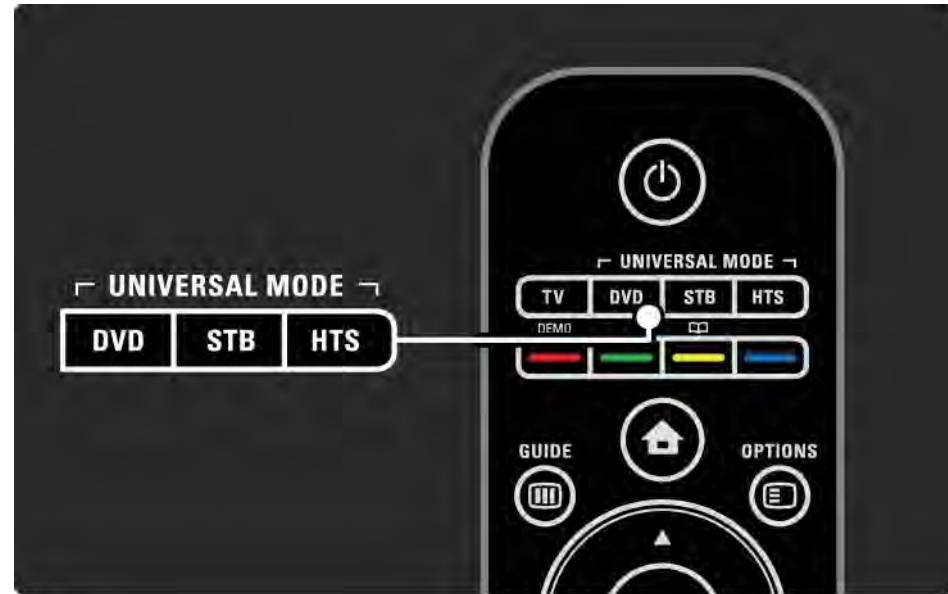 UNIVERSAL MODE
DVD STB HTS
UNIVERSAL MODE
TV DVD STB HTS
DEMO
GUIDE
OPTIONS